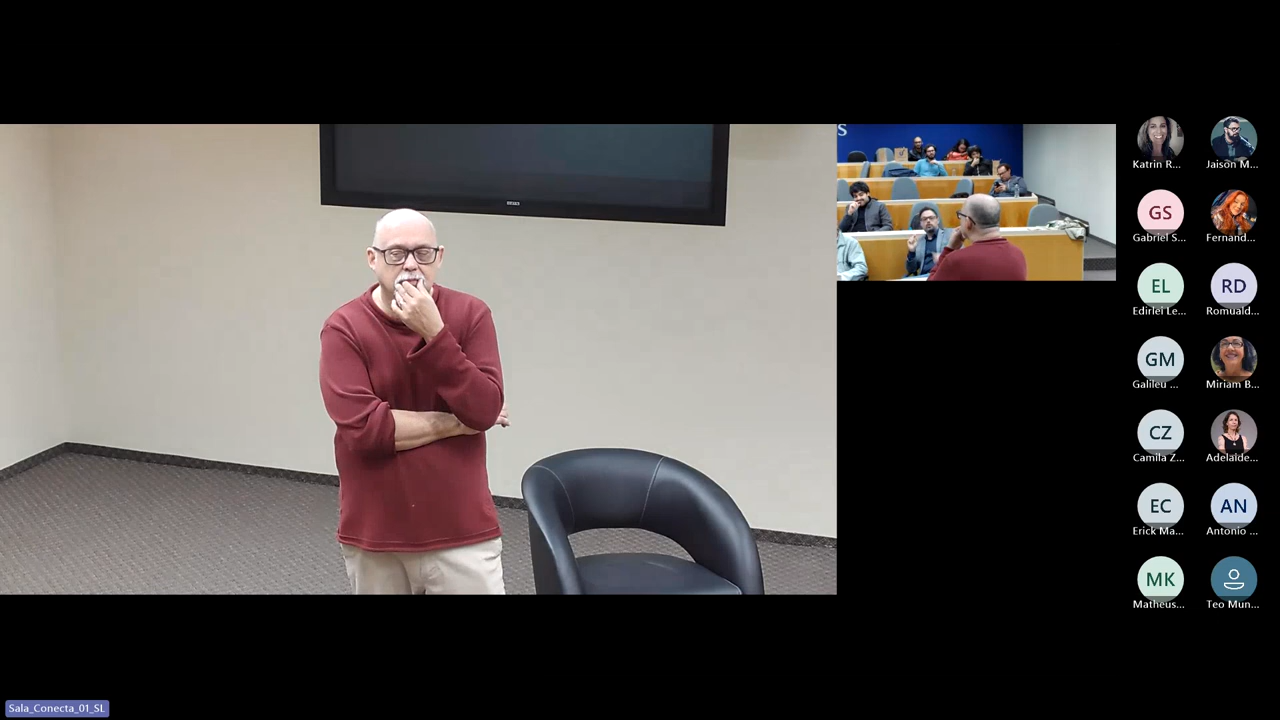 S
Katrin R...
Jaison M...
GS
Gabriel S...
Fernand...
EL
Edirlei Le...
RD
Romuald...
GM
Galileu ...
Miriam B...
CZ
Camila Z...
Adelaide...
EC
Erick Ma...
AN
Antonio ...
MK
Matheus...
Teo Mun...
Sala_Conecta_01_SL